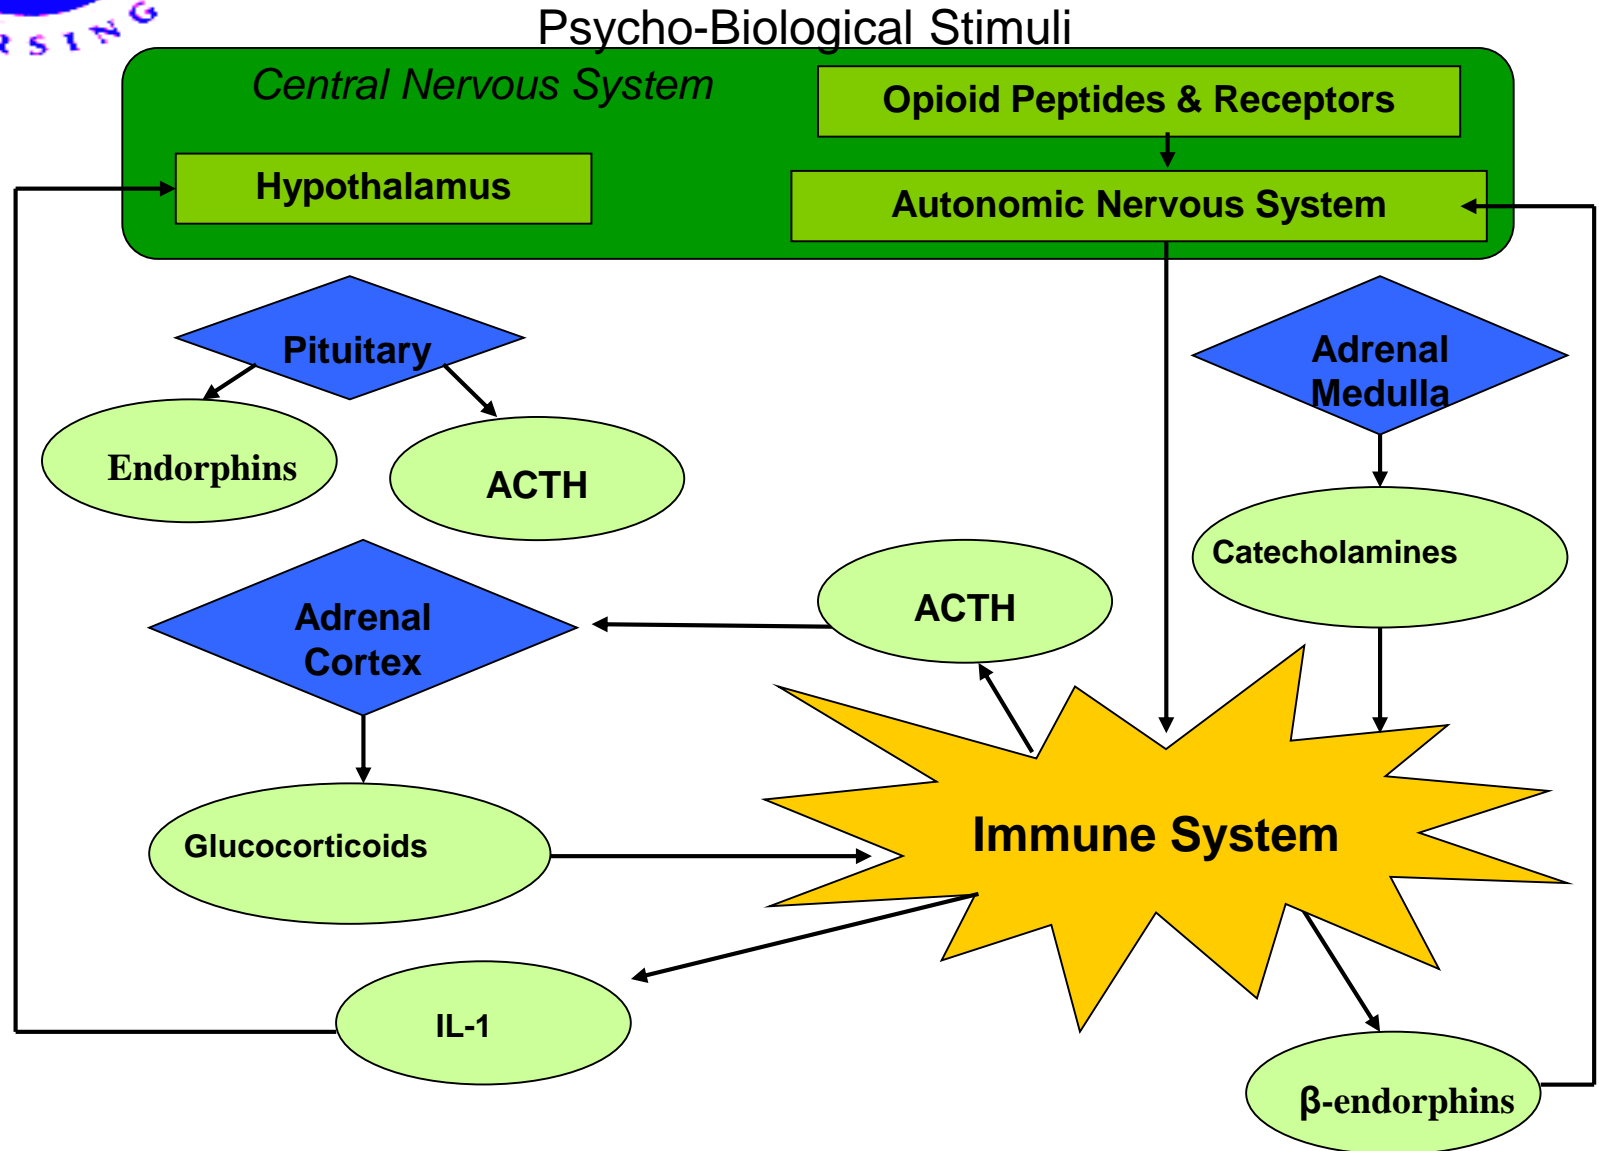 RSING
Psycho-Biological Stimuli
Central Nervous System
Opioid Peptides & Receptors
Hypothalamus
Autonomic Nervous System
Pituitary
Adrenal
Medulla
Endorphins
ACTH
Catecholamines
Adrenal
Cortex
ACTH
Glucocorticoids
Immune System
IL-1
β-endorphins